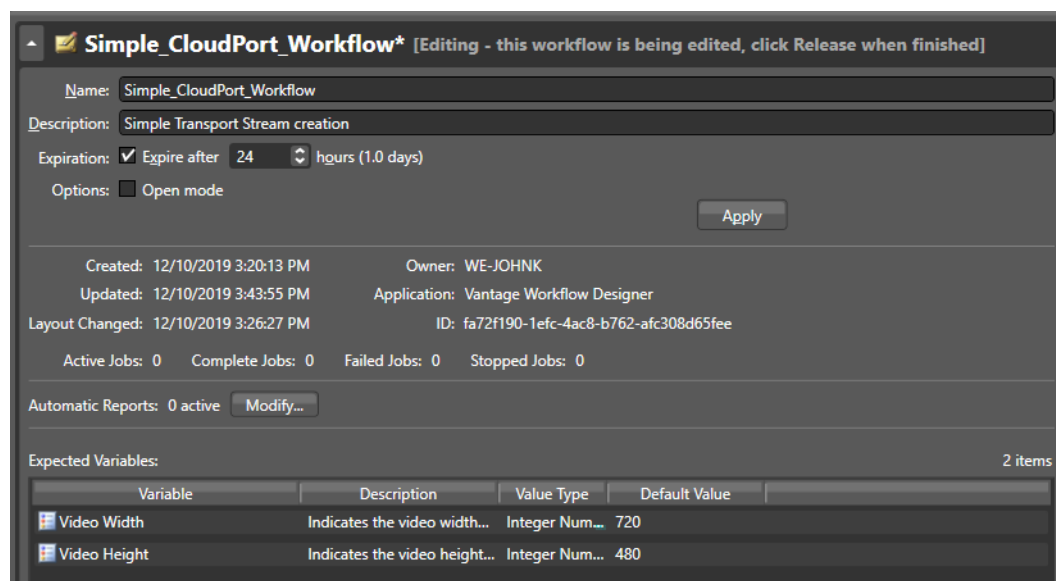 Simple_CloudPort_Workflow* [Editing - this workflow is being edited, click Release when finished]
Name: Simple_CloudPort_Workflow
Description: Simple Transport Stream creation
Expiration: Expire after 24 hours (1.0 days)
Options: Open mode
Apply
Created: 12/10/2019 3:20:13 PM Owner: WE-JOHNK
Updated: 12/10/2019 3:43:55 PM Application: Vantage Workflow Designer
Layout Changed: 12/10/2019 3:26:27 PM ID: fa72f190-1efc-4ac8-b762-afc308d65fee
Active Jobs: 0 Complete Jobs: 0 Failed Jobs: 0 Stopped Jobs: 0
Automatic Reports: 0 active Modify...
Expected Variables: 2 items
Variable Description Value Type Default Value
Video Width Indicates the video width... Integer Num... 720
Video Height Indicates the video height... Integer Num... 480